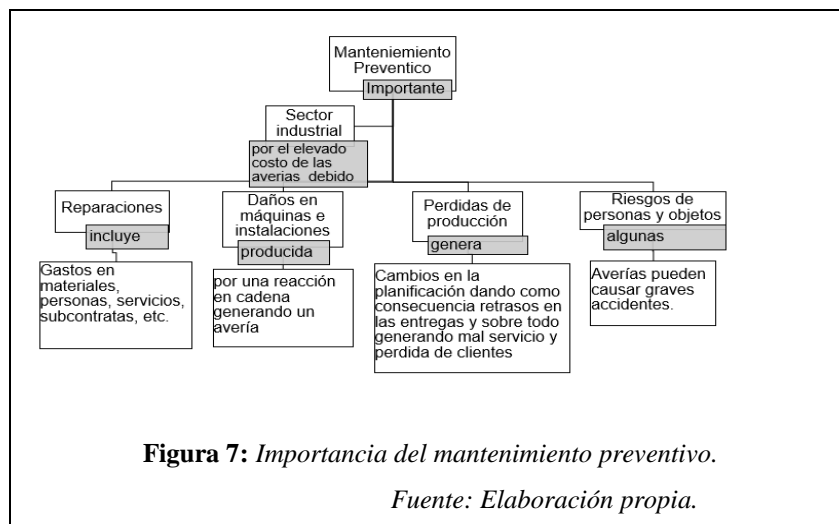 Manteniemiento
Preventico
Importante
Sector
industrial
por el elevado
costo de las
averias debido
Reparaciones
incluye
Gastos en
materiales,
personas, servicios,
subcontratas, etc.
Daños en
máquinas e
instalaciones
producida
por una reacción
en cadena
generando un
avería
Perdidas de
producción
genera
Cambios en la
planificación dando como
consecuencia retrasos en
las entregas y sobre todo
generando mal servicio y
perdida de clientes
Riesgos de
personas y objetos
algunas
Averías pueden
causar graves
accidentes.
Figura 7: Importancia del mantenimiento preventivo.
Fuente: Elaboración propia.